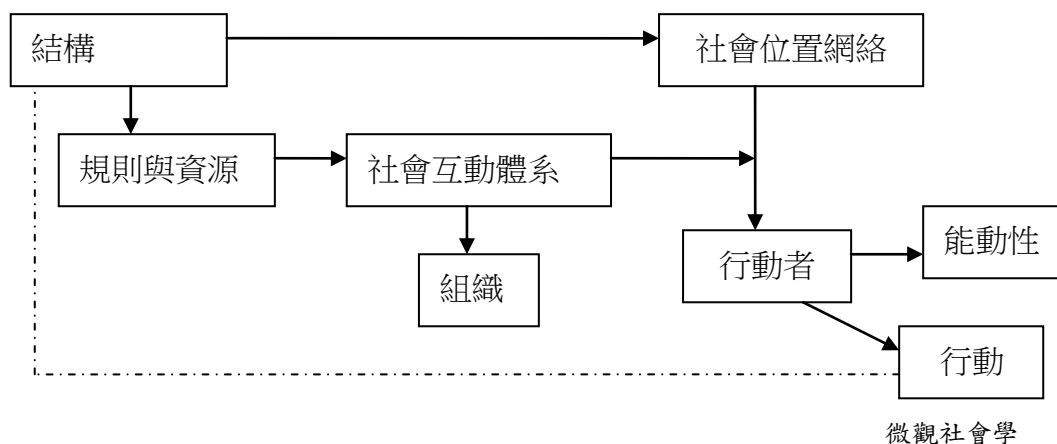 結構
社會位置網絡
規則與資源
社會互動體系
組織
行動者
能動性
行動
微觀社會學